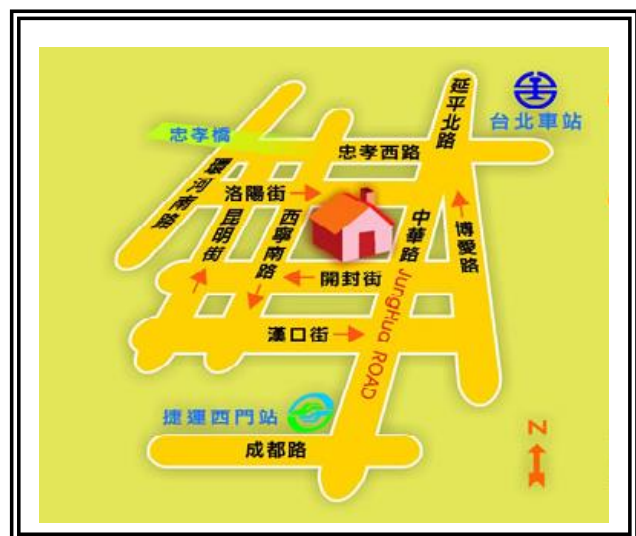 延平北路
台北車站
忠孝橋
忠孝西路
環河南路
洛陽街
昆明街
西寧南路
中華路
博愛路
開封街
JungHua ROAD
漢口街
捷運西門站
成都路
N